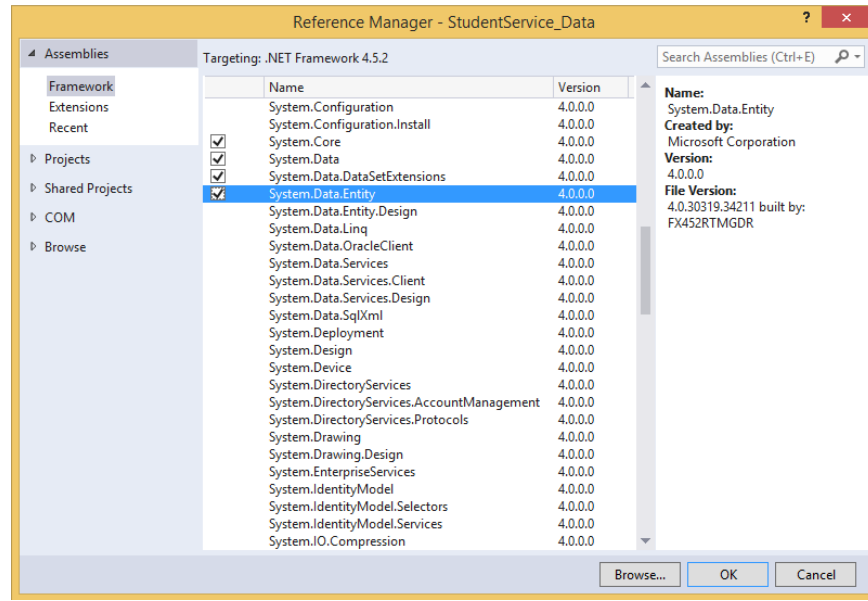 Reference Manager - StudentService_Data
?
×
Assemblies
Framework
Extensions
Recent
Projects
Shared Projects
COM
Browse
Targeting: .NET Framework 4.5.2
Search Assemblies (Ctrl+E)
Name Version
System.Configuration 4.0.0.0
System.Configuration.Install 4.0.0.0
System.Core 4.0.0.0
System.Data 4.0.0.0
System.Data.DataSetExtensions 4.0.0.0
System.Data.Entity 4.0.0.0
System.Data.Entity.Design 4.0.0.0
System.Data.Linq 4.0.0.0
System.Data.OracleClient 4.0.0.0
System.Data.Services 4.0.0.0
System.Data.Services.Client 4.0.0.0
System.Data.Services.Design 4.0.0.0
System.Data.SqlXml 4.0.0.0
System.Deployment 4.0.0.0
System.Design 4.0.0.0
System.Device 4.0.0.0
System.DirectoryServices 4.0.0.0
System.DirectoryServices.AccountManagement 4.0.0.0
System.DirectoryServices.Protocols 4.0.0.0
System.Drawing 4.0.0.0
System.Drawing.Design 4.0.0.0
System.EnterpriseServices 4.0.0.0
System.IdentityModel 4.0.0.0
System.IdentityModel.Selectors 4.0.0.0
System.IdentityModel.Services 4.0.0.0
System.IO.Compression 4.0.0.0
Name:
System.Data.Entity
Created by:
Microsoft Corporation
Version:
4.0.0.0
File Version:
4.0.30319.34211 built by:
FX452RTMGDR
Browse... OK Cancel